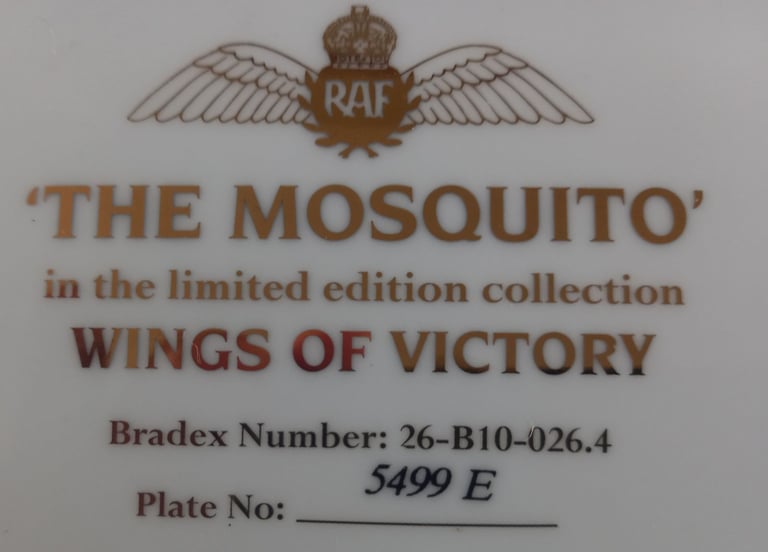 RAF
‘THE MOSQUITO’
in the limited edition collection
WINGS OF VICTORY
Bradex Number: 26-B10-026.4
5499 E
Plate No: